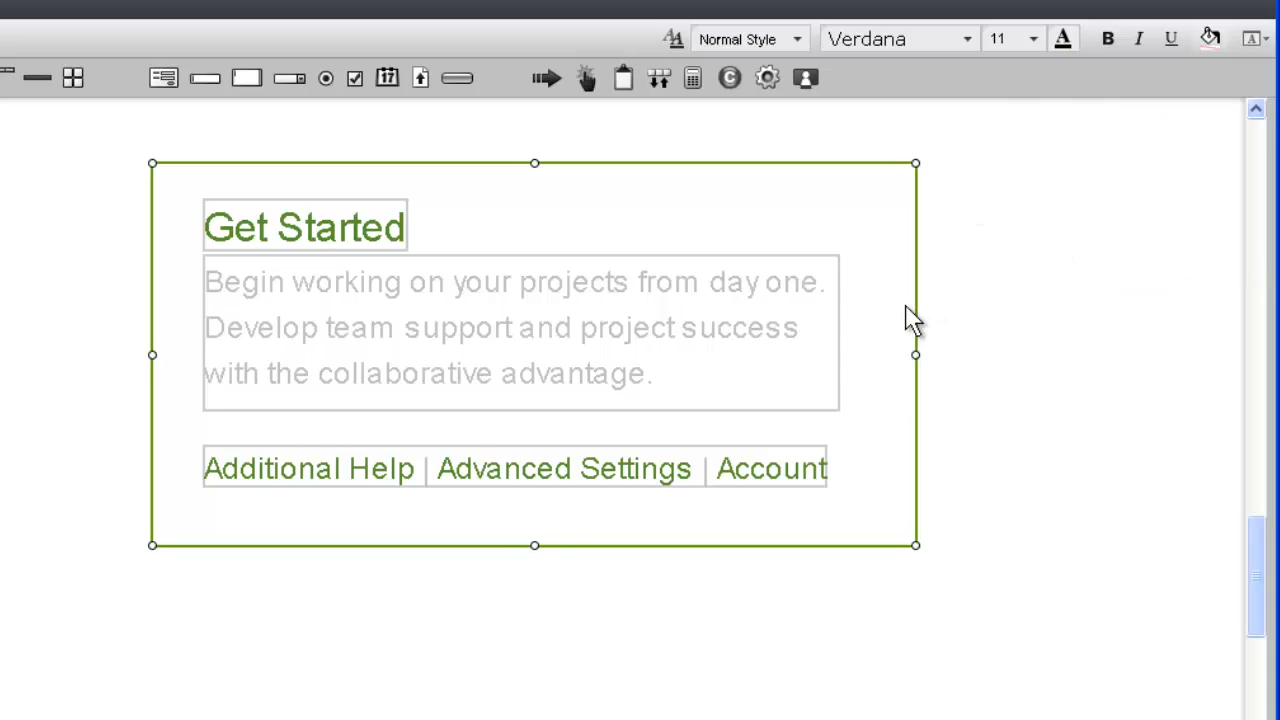 Normal Style Verdana 11 A B I U A
17 C
Get Started
Begin working on your projects from day one.
Develop team support and project success
with the collaborative advantage.
Additional Help | Advanced Settings | Account